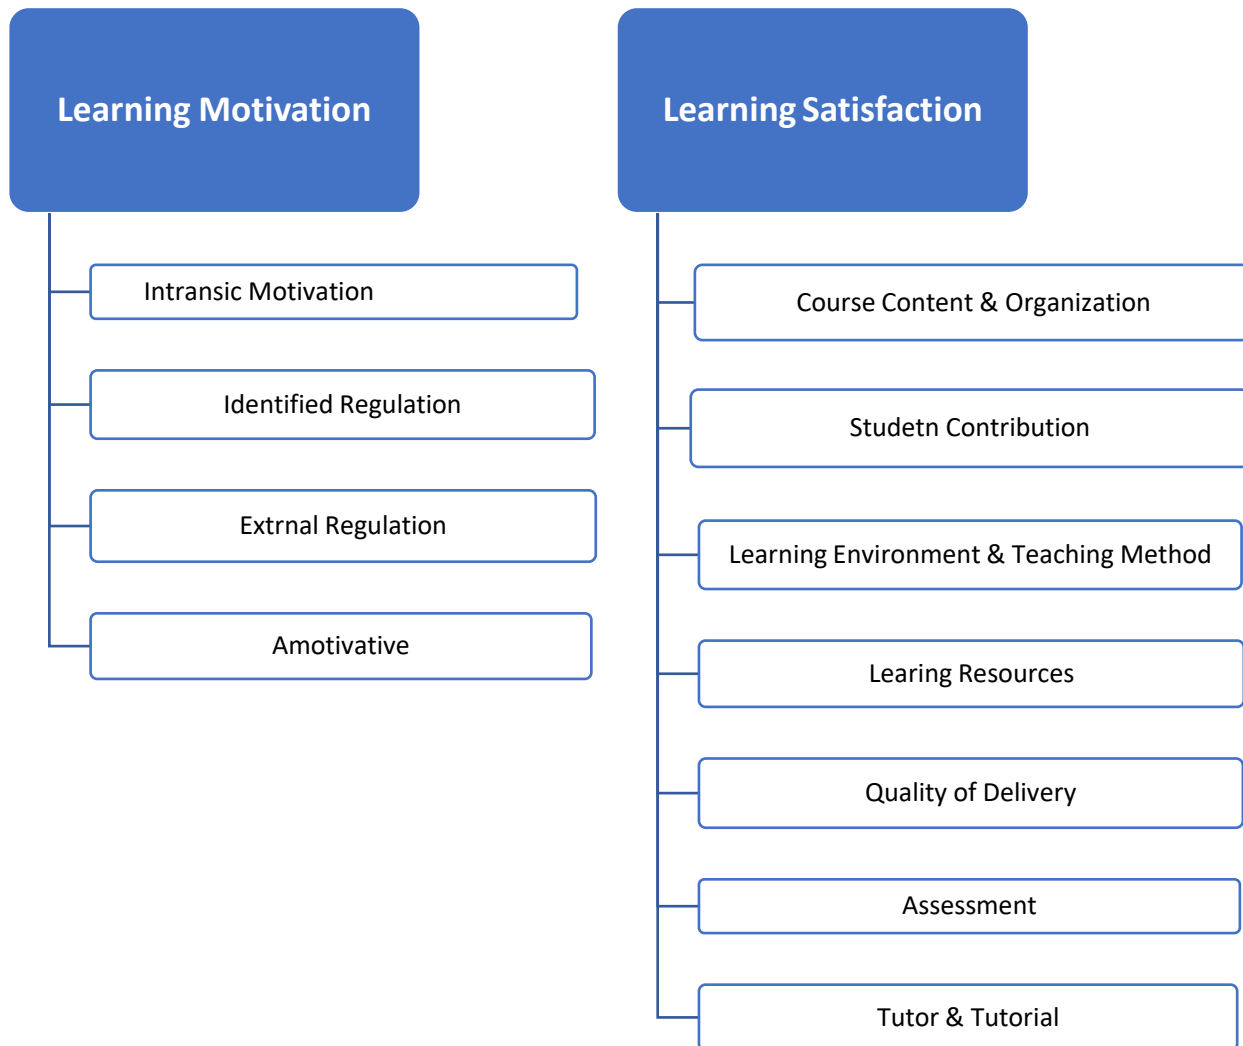 Learning Motivation
Intransic Motivation
Identified Regulation
Extrnal Regulation
Amotivative
Learning Satisfaction
Course Content & Organization
Studetn Contribution
Learning Environment & Teaching Method
Learing Resources
Quality of Delivery
Assessment
Tutor & Tutorial